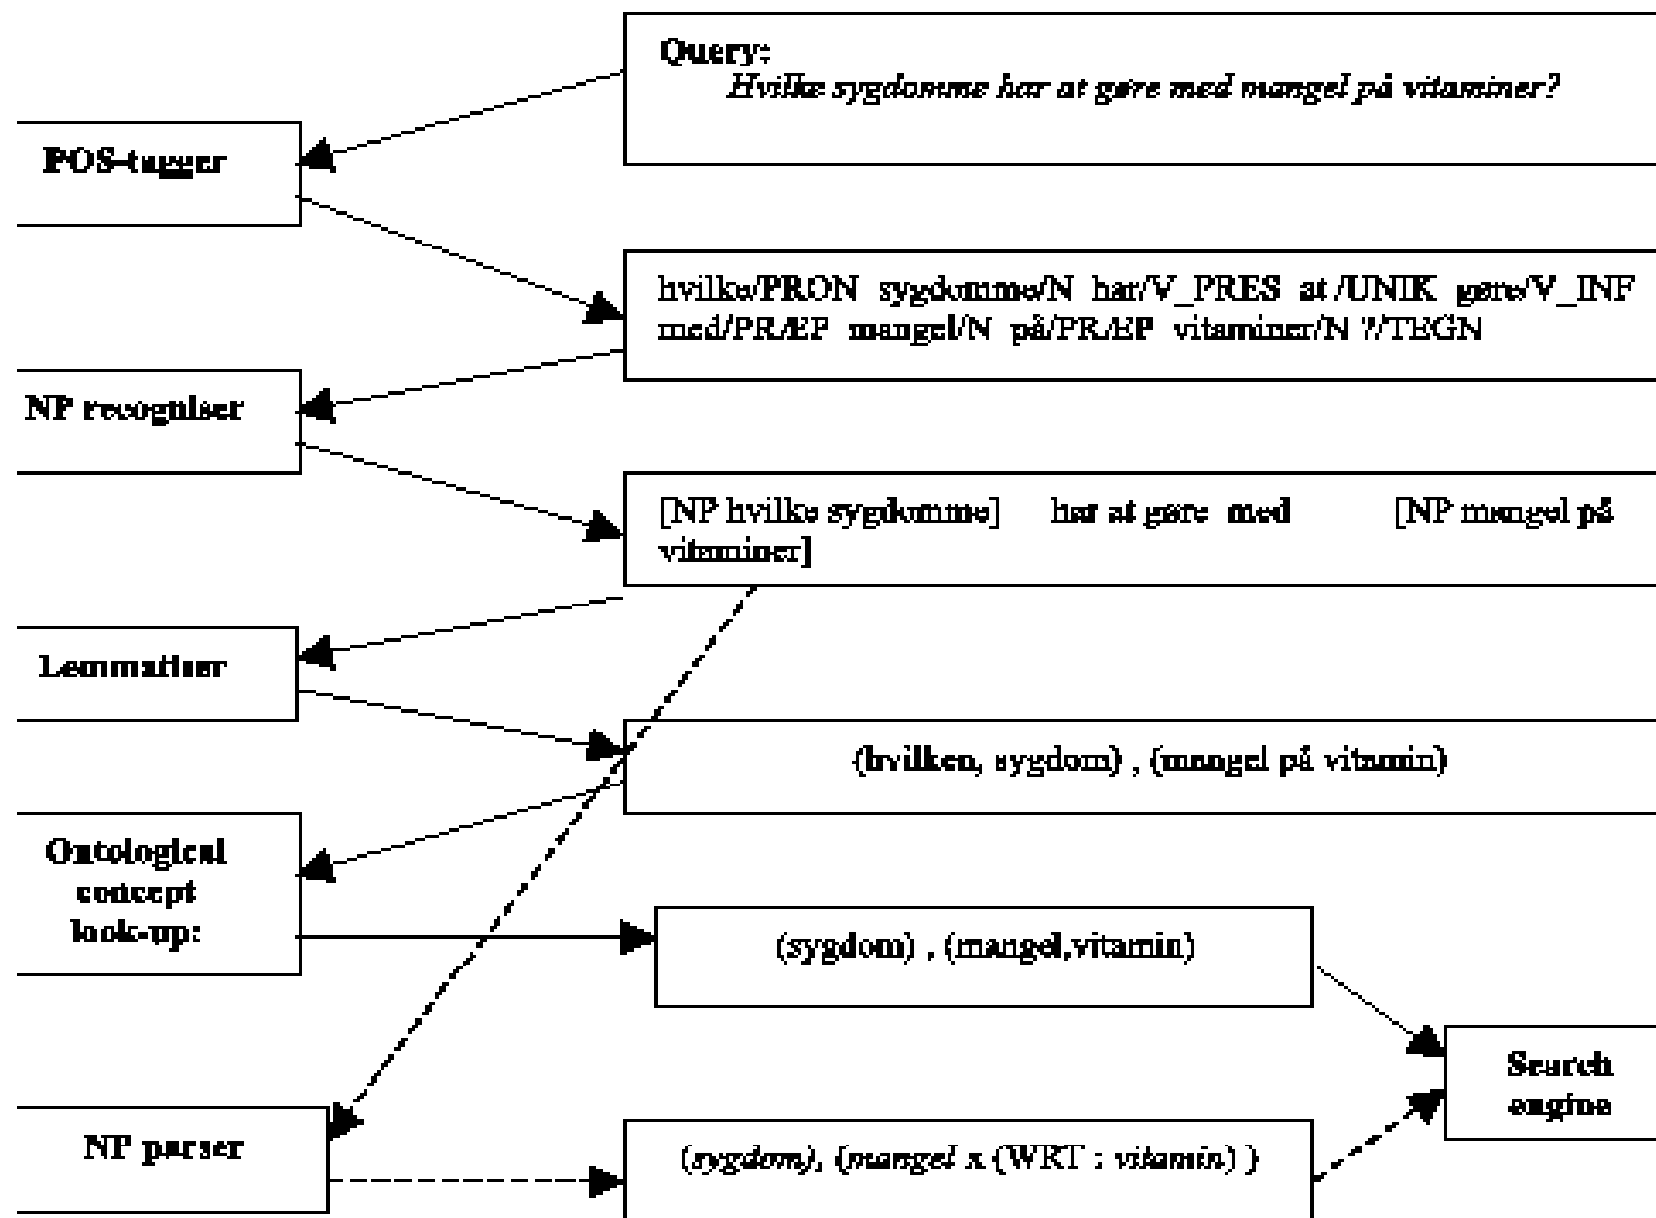 Query:
Hvilke sygdomme har at gøre med mangel på vitaminer?
POS-tagger
hvilke/PRON sygdomme/N har/V_PRES at /UNIK gøre/V_INF
med/PRÆP mangel/N på/PRÆP vitaminer/N ?/TEGN
NP recogniser
[NP hvilke sygdomme] har at gøre med [NP mangel på
vitaminer]
Lemmatiser
(hvilken, sygdom) , (mangel på vitamin)
Ontological
concept
look-up:
(sygdom) , (mangel,vitamin)
Search
engine
NP parser
(sygdom), (mangel x (WRT : vitamin) )